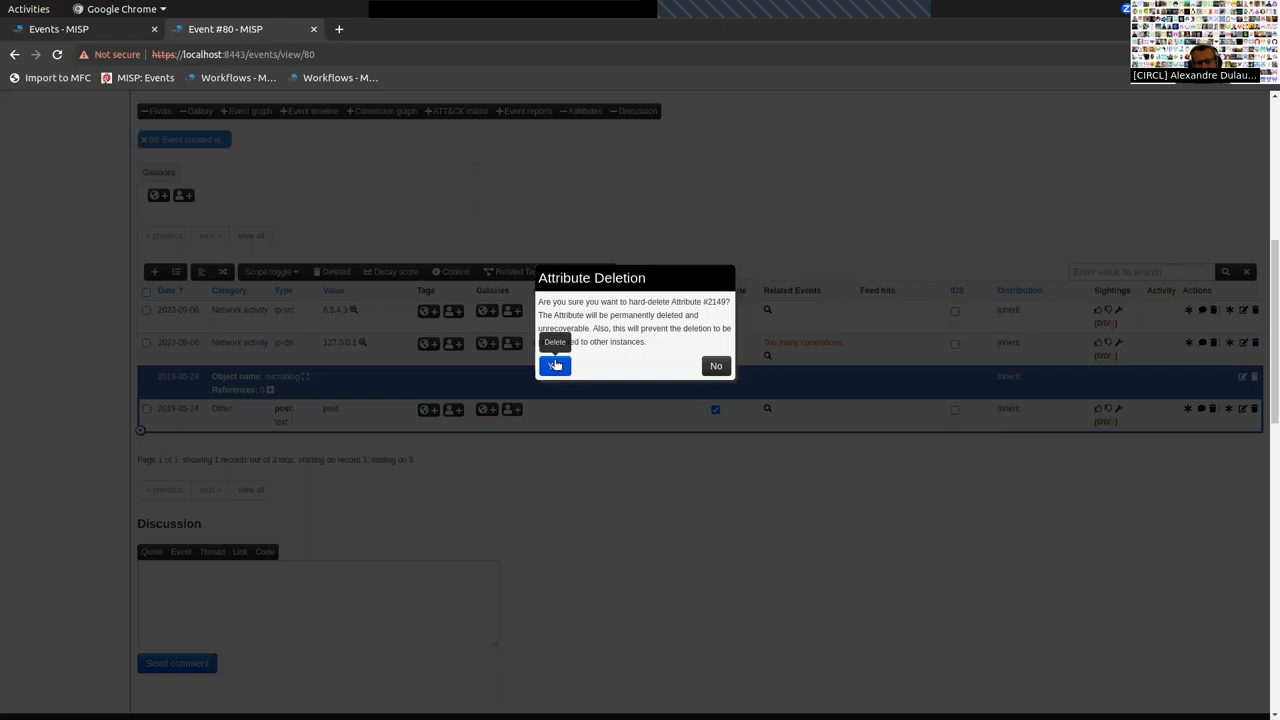 Activities
Google Chrome
Events - MISP
Event #80 - MISP
Not secure https://localhost:8443/events/view/80
Import to MFC
MISP: Events
Workflows - M...
Workflows - M...
[CIRCL] Alexandre Dulau...
Pivots
Galaxy
Event graph
Event timeline
Correlation graph
ATT&CK matrix
Event reports
Attributes
Discussion
80: Event created vi...
Galaxies
« previous next » view all
Scope toggle
Deleted
Decay score
Context
Related Ta
Enter value to search
Date Category Type Value Tags Galaxies Related Events Feed hits IDS Distribution Sightings Activity Actions
2023-09-06 Network activity ip-src 6.5.4.3 Inherit
(0/0/ )
2023-09-06 Network activity ip-dst 127.0.0.1 Too many correlations. Inherit
(0/0/ )
2019-05-24 Object name: microblog Inherit
References: 0
2019-05-24 Other post: post Inherit
text (0/0/ )
Attribute Deletion
Are you sure you want to hard-delete Attribute #2149?
The Attribute will be permanently deleted and
unrecoverable. Also, this will prevent the deletion to be
to other instances.
Delete
No
Page 1 of 1, showing 1 records out of 3 total, starting on record 1, ending on 3
« previous next » view all
Discussion
Quote Event Thread Link Code
Send comment